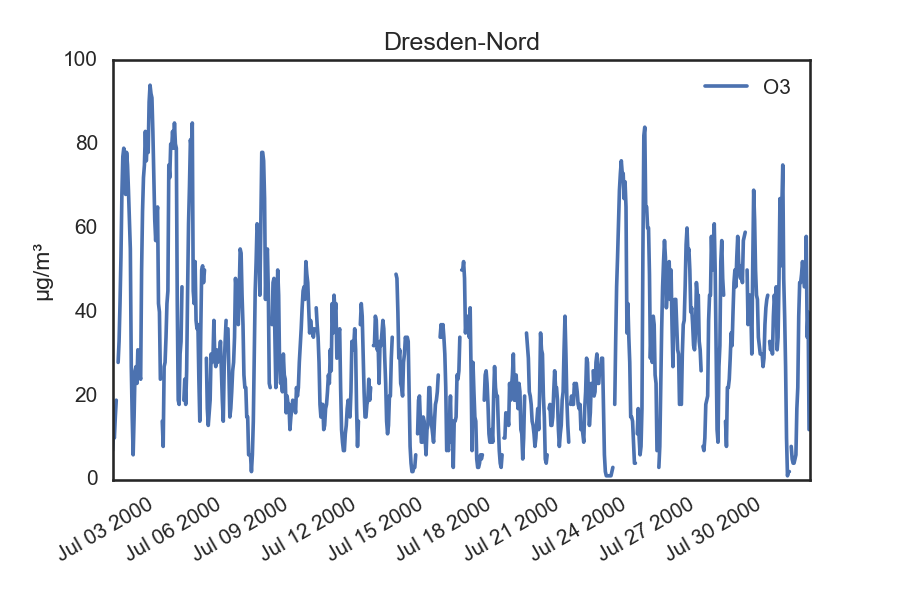 Dresden-Nord
O3
µg/m³
100
80
60
40
20
0
Jul 03 2000
Jul 06 2000
Jul 09 2000
Jul 12 2000
Jul 15 2000
Jul 18 2000
Jul 21 2000
Jul 24 2000
Jul 27 2000
Jul 30 2000